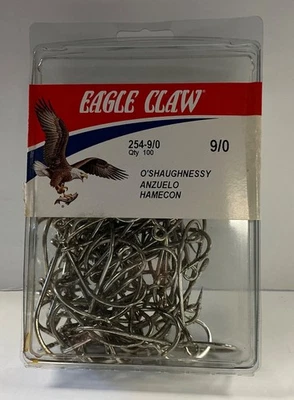 EAGLE CLAW®
254-9/0 9/0
Qty 100
O'SHAUGHNESSY
ANZUELO
HAMECON